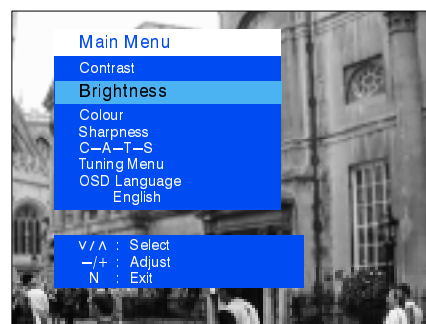 Main Menu
Contrast
Brightness
Colour
Sharpness
C–A–T–S
Tuning Menu
OSD Language
English
∨/∧ : Select
–/+ : Adjust
N : Exit